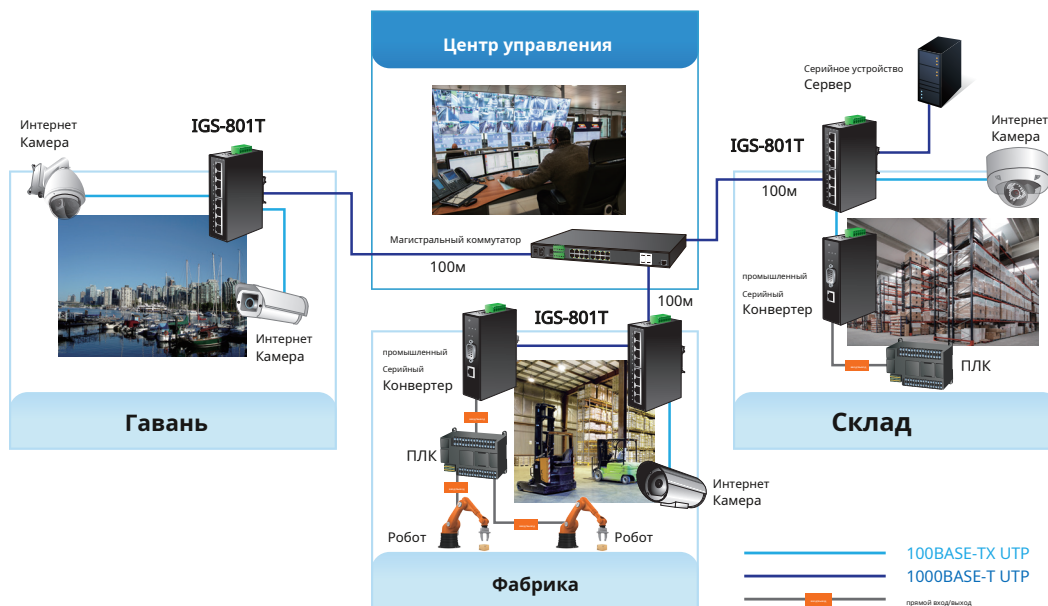 Центр управления
Серийное устройство
Сервер
Интернет
Камера
IGS-801T
Интернет
Камера
IGS-801T
100м
Магистральный коммутатор
100м
100м
Интернет
Камера
IGS-801T
промышленный
Серийный
Конвертер
промышленный
Серийный
Конвертер
ПЛК
Гавань
Склад
ПЛК
Интернет
Камера
Робот
Робот
Фабрика
100BASE-TX UTP
1000BASE-T UTP
прямой вход/выход